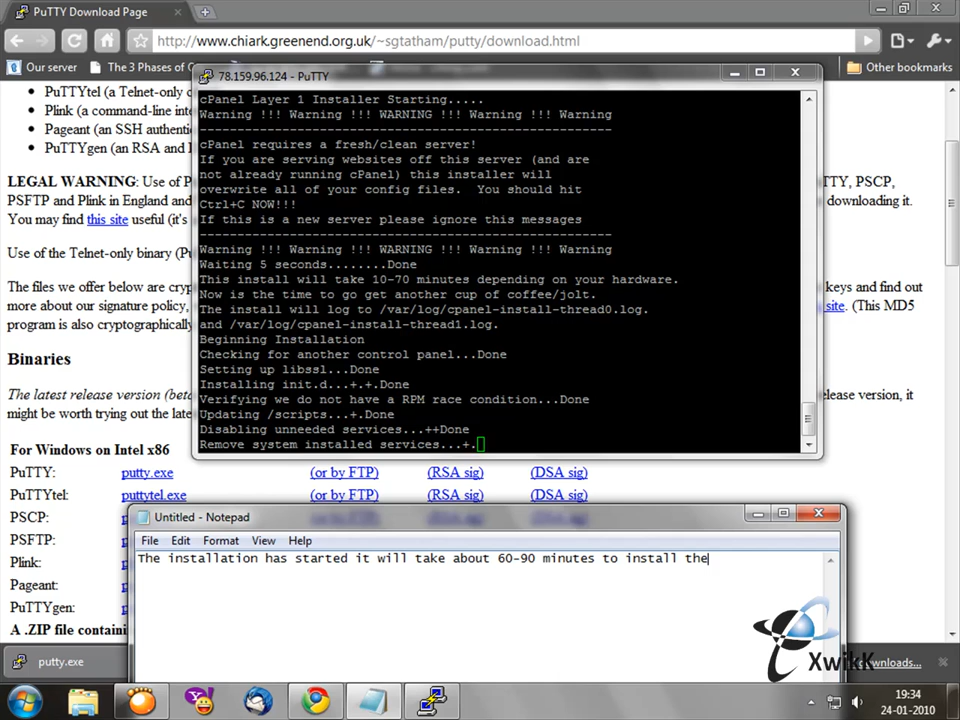 PuTTY Download Page
http://www.chiark.greenend.org.uk/~sgtatham/putty/download.html
Our server
The 3 Phases of C
Other bookmarks
PuTTYtel (a Telnet-only c
Plink (a command-line inte
Pageant (an SSH authenti
PuTTYgen (an RSA and I
LEGAL WARNING: Use of P
TTY, PSCP,
PSFTP and Plink in England and
downloading it.
You may find this site useful (it's
Use of the Telnet-only binary (Pu
The files we offer below are cryp
keys and find out
more about our signature policy,
site. (This MD5
program is also cryptographically
Binaries
The latest release version (beta
elease version, it
might be worth trying out the late
For Windows on Intel x86
PuTTY: putty.exe (or by FTP) (RSA sig) (DSA sig)
PuTTYtel: puttytel.exe (or by FTP) (RSA sig) (DSA sig)
PSCP:
PSFTP:
Plink:
Pageant:
PuTTYgen:
A .ZIP file containi
78.159.96.124 - PuTTY
cPanel Layer 1 Installer Starting.....
Warning !!! Warning !!! WARNING !!! Warning !!! Warning
-------------------------------------------------------
cPanel requires a fresh/clean server!
If you are serving websites off this server (and are
not already running cPanel) this installer will
overwrite all of your config files.  You should hit
Ctrl+C NOW!!!
If this is a new server please ignore this messages
-------------------------------------------------------
Warning !!! Warning !!! WARNING !!! Warning !!! Warning
Waiting 5 seconds........Done
This install will take 10-70 minutes depending on your hardware.
Now is the time to go get another cup of coffee/jolt.
The install will log to /var/log/cpanel-install-thread0.log.
and /var/log/cpanel-install-thread1.log.
Beginning Installation
Checking for another control panel...Done
Setting up libssl...Done
Installing init.d...+.+.Done
Verifying we do not have a RPM race condition...Done
Updating /scripts...+.Done
Disabling unneeded services...++Done
Remove system installed services...+.
Untitled - Notepad
File Edit Format View Help
The installation has started it will take about 60-90 minutes to install the
XwikK
putty.exe
downloads...
19:34
24-01-2010